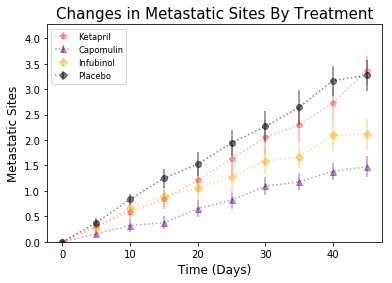 Changes in Metastatic Sites By Treatment
Ketapril
Capomulin
Infubinol
Placebo
Metastatic Sites
4.0
3.5
3.0
2.5
2.0
1.5
1.0
0.5
0.0
0 10 20 30 40
Time (Days)